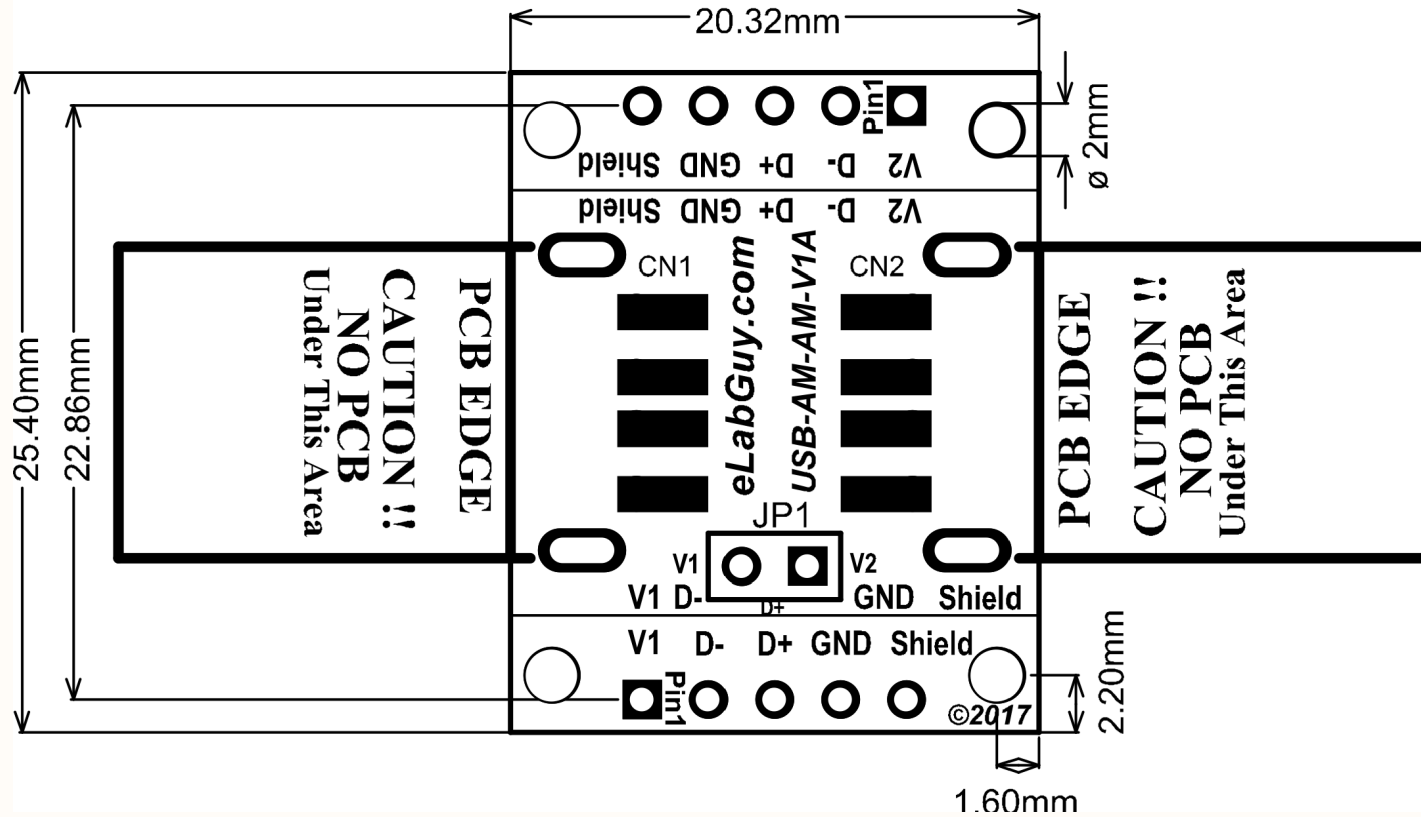 20.32mm
25.40mm
22.86mm
ø 2mm
Pin1
Shield GND D+ D- V2
Shield GND D+ D- V2
CN1
CN2
eLabGuy.com
USB-AM-AM-V1A
PCB EDGE
CAUTION !!
NO PCB
Under This Area
PCB EDGE
CAUTION !!
NO PCB
Under This Area
JP1
V1
V2
V1 D- D+ GND Shield
V1 D- D+ GND Shield
Pin1
©2017
2.20mm
1.60mm